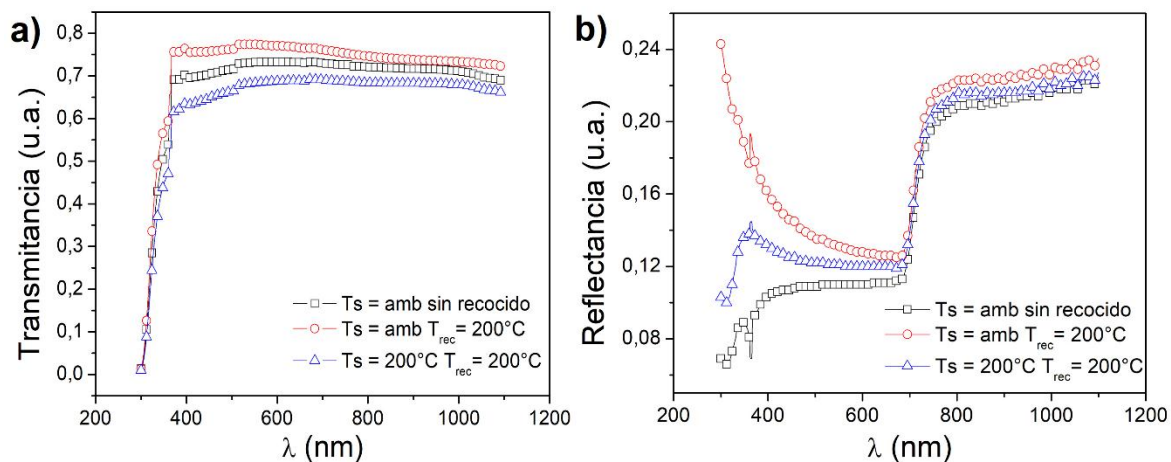 a)
Transmitancia (u.a.)
0,8
0,7
0,6
0,5
0,4
0,3
0,2
0,1
0,0
200 400 600 800 1000 1200
λ (nm)
Ts = amb sin recocido
Ts = amb Trec= 200°C
Ts = 200°C Trec= 200°C
b)
Reflectancia (u.a.)
0,24
0,20
0,16
0,12
0,08
200 400 600 800 1000 1200
λ (nm)
Ts = amb sin recocido
Ts = amb Trec= 200°C
Ts = 200°C Trec= 200°C